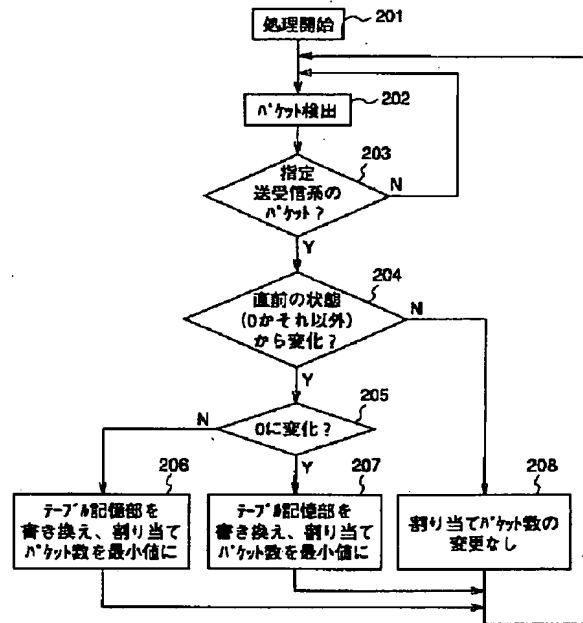 処理開始
201
パケット検出
202
203
指定
送受信系の
パケット?
N
Y
204
直前の状態
(0かそれ以外)
から変化?
N
Y
205
0に変化?
N
Y
206
テーブル記憶部を
書き換え、割り当て
パケット数を最小値に
207
テーブル記憶部を
書き換え、割り当て
パケット数を最小値に
208
割り当てパケット数の
変更なし